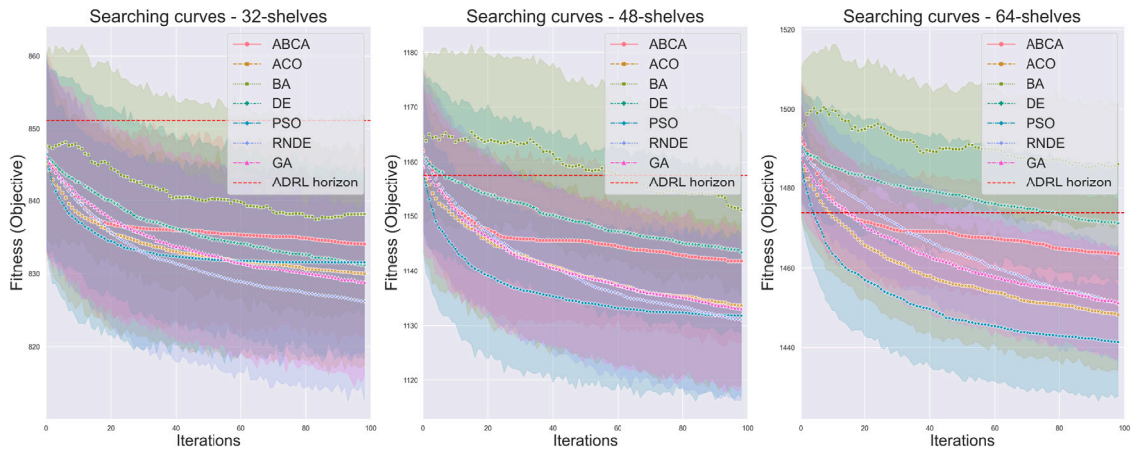 Searching curves - 32-shelves
Fitness (Objective)
860
850
840
830
820
ABCA
ACO
BA
DE
PSO
RNDE
GA
ΛDRL horizon
0
20
40
60
80
100
Iterations
Searching curves - 48-shelves
Fitness (Objective)
1180
1170
1160
1150
1140
1130
1120
ABCA
ACO
BA
DE
PSO
RNDE
GA
ΛDRL horizon
0
20
40
60
80
100
Iterations
Searching curves - 64-shelves
Fitness (Objective)
1520
1500
1480
1460
1440
ABCA
ACO
BA
DE
PSO
RNDE
GA
ΛDRL horizon
0
20
40
60
80
100
Iterations